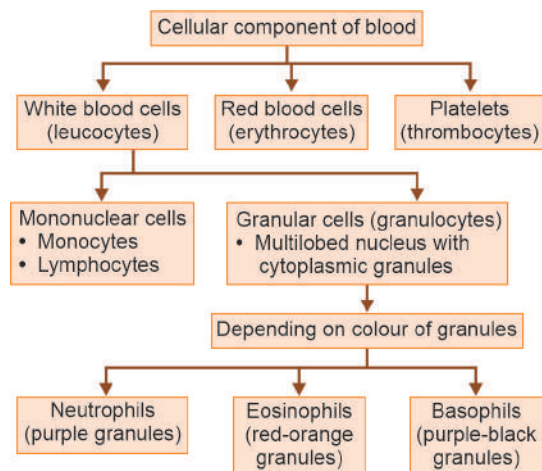 Cellular component of blood
White blood cells
(leucocytes)
Red blood cells
(erythrocytes)
Platelets
(thrombocytes)
Mononuclear cells
• Monocytes
• Lymphocytes
Granular cells (granulocytes)
• Multilobed nucleus with
cytoplasmic granules
Depending on colour of granules
Neutrophils
(purple granules)
Eosinophils
(red-orange
granules)
Basophils
(purple-black
granules)